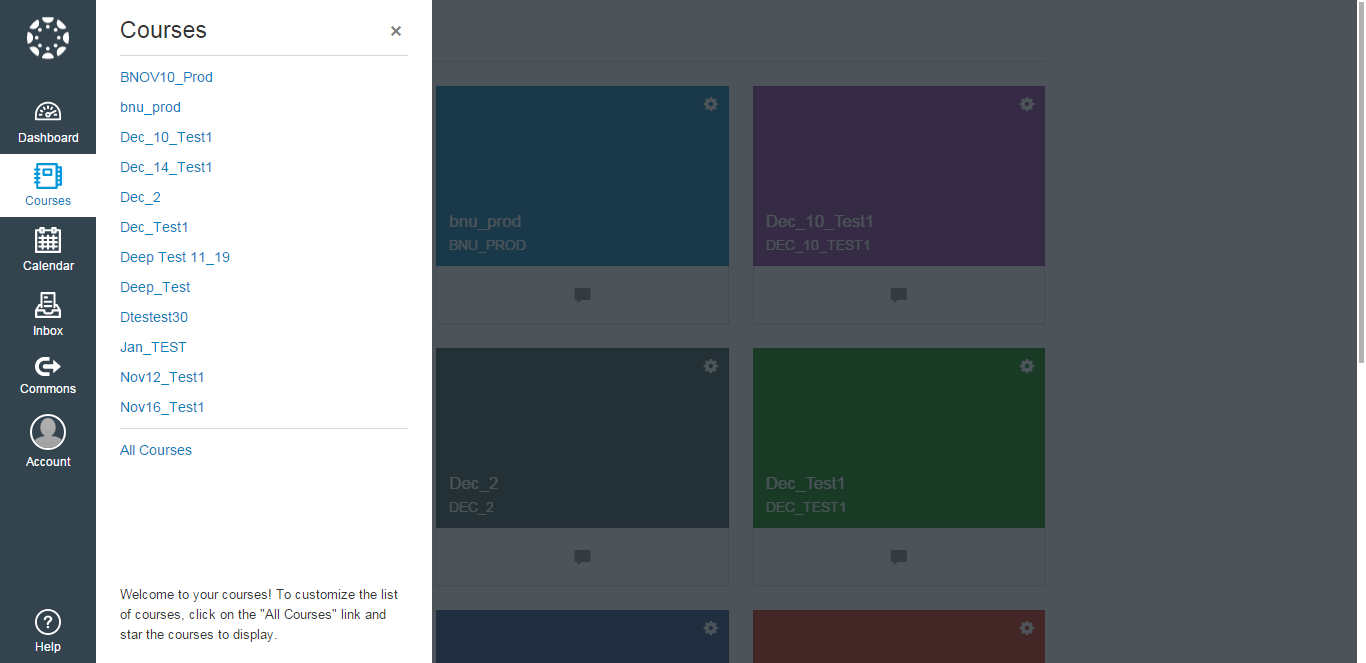 Dashboard
Courses
Calendar
Inbox
Commons
Account
Help
Courses
×
BNOV10_Prod
bnu_prod
Dec_10_Test1
Dec_14_Test1
Dec_2
Dec_Test1
Deep Test 11_19
Deep_Test
Dtestest30
Jan_TEST
Nov12_Test1
Nov16_Test1
All Courses
Welcome to your courses! To customize the list
of courses, click on the "All Courses" link and
star the courses to display.
bnu_prod
BNU_PROD
Dec_10_Test1
DEC_10_TEST1
Dec_2
DEC_2
Dec_Test1
DEC_TEST1